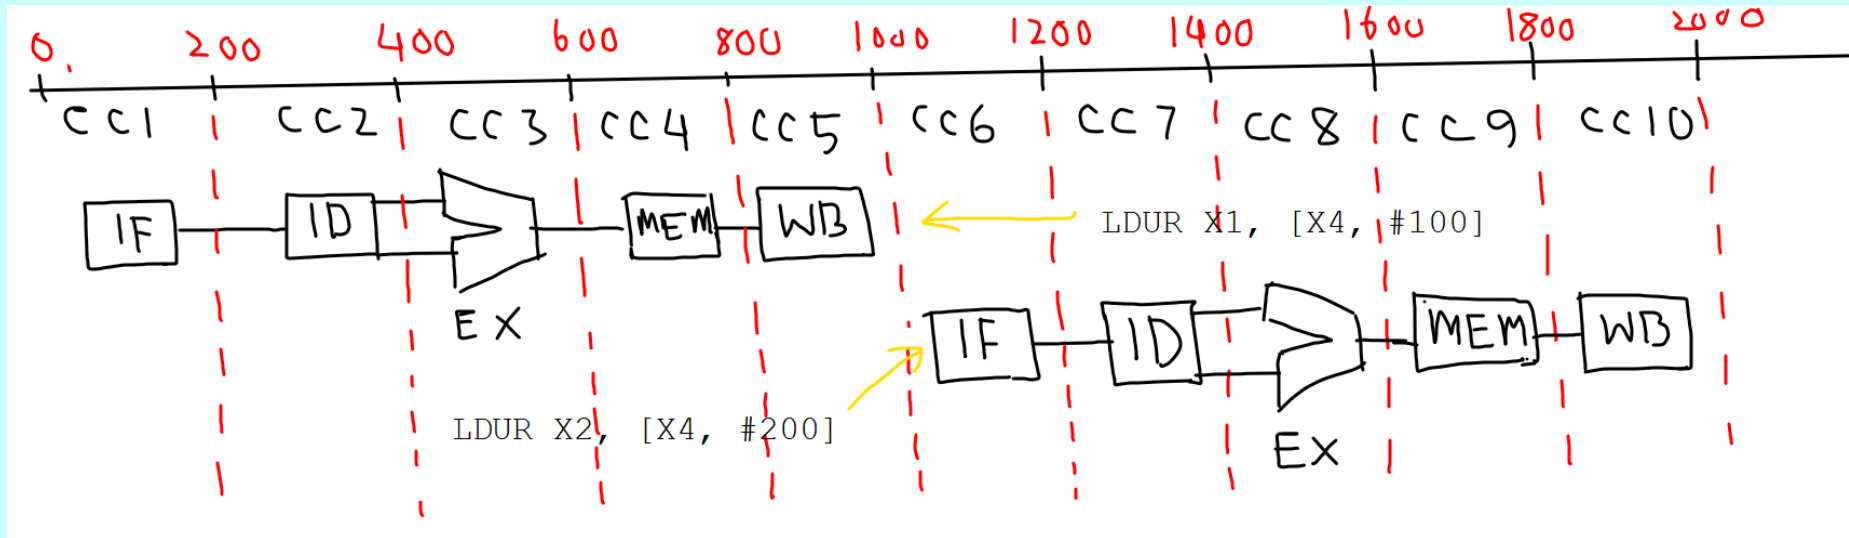 0. 200 400 600 800 1000 1200 1400 1600 1800 2000
CC1 CC2 CC3 CC4 CC5 CC6 CC7 CC8 CC9 CC10
IF ID MEM WB LDUR X1, [X4, #100]
EX
IF ID MEM WB
LDUR X2, [X4, #200]
EX